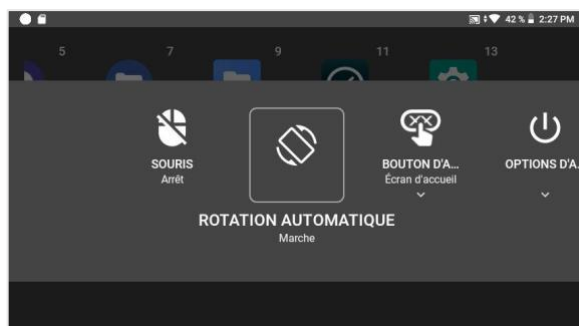 42 % 2:27 PM
5 7 9 11 13
SOURIS
Arrêt
ROTATION AUTOMATIQUE
Marche
BOUTON D'A...
Écran d'accueil
OPTIONS D'A.